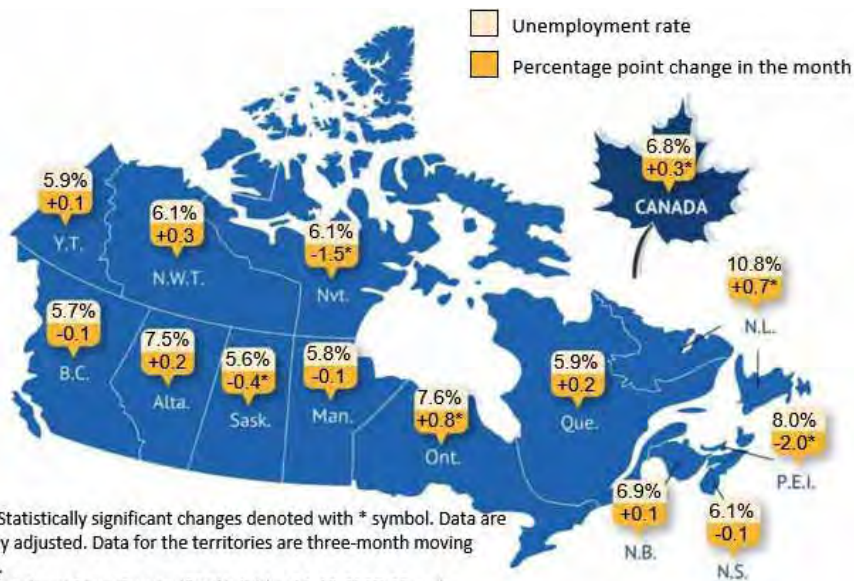 Unemployment rate
Percentage point change in the month
6.8%
+0.3*
CANADA
5.9%
+0.1
Y.T.
6.1%
+0.3
N.W.T.
6.1%
-1.5*
Nvt.
10.8%
+0.7*
N.L.
5.7%
-0.1
B.C.
7.5%
+0.2
Alta.
5.6%
-0.4*
Sask.
5.8%
-0.1
Man.
7.6%
+0.8*
Ont.
5.9%
+0.2
Que.
8.0%
-2.0*
P.E.I.
6.9%
+0.1
N.B.
6.1%
-0.1
N.S.
Statistically significant changes denoted with * symbol. Data are
y adjusted. Data for the territories are three-month moving